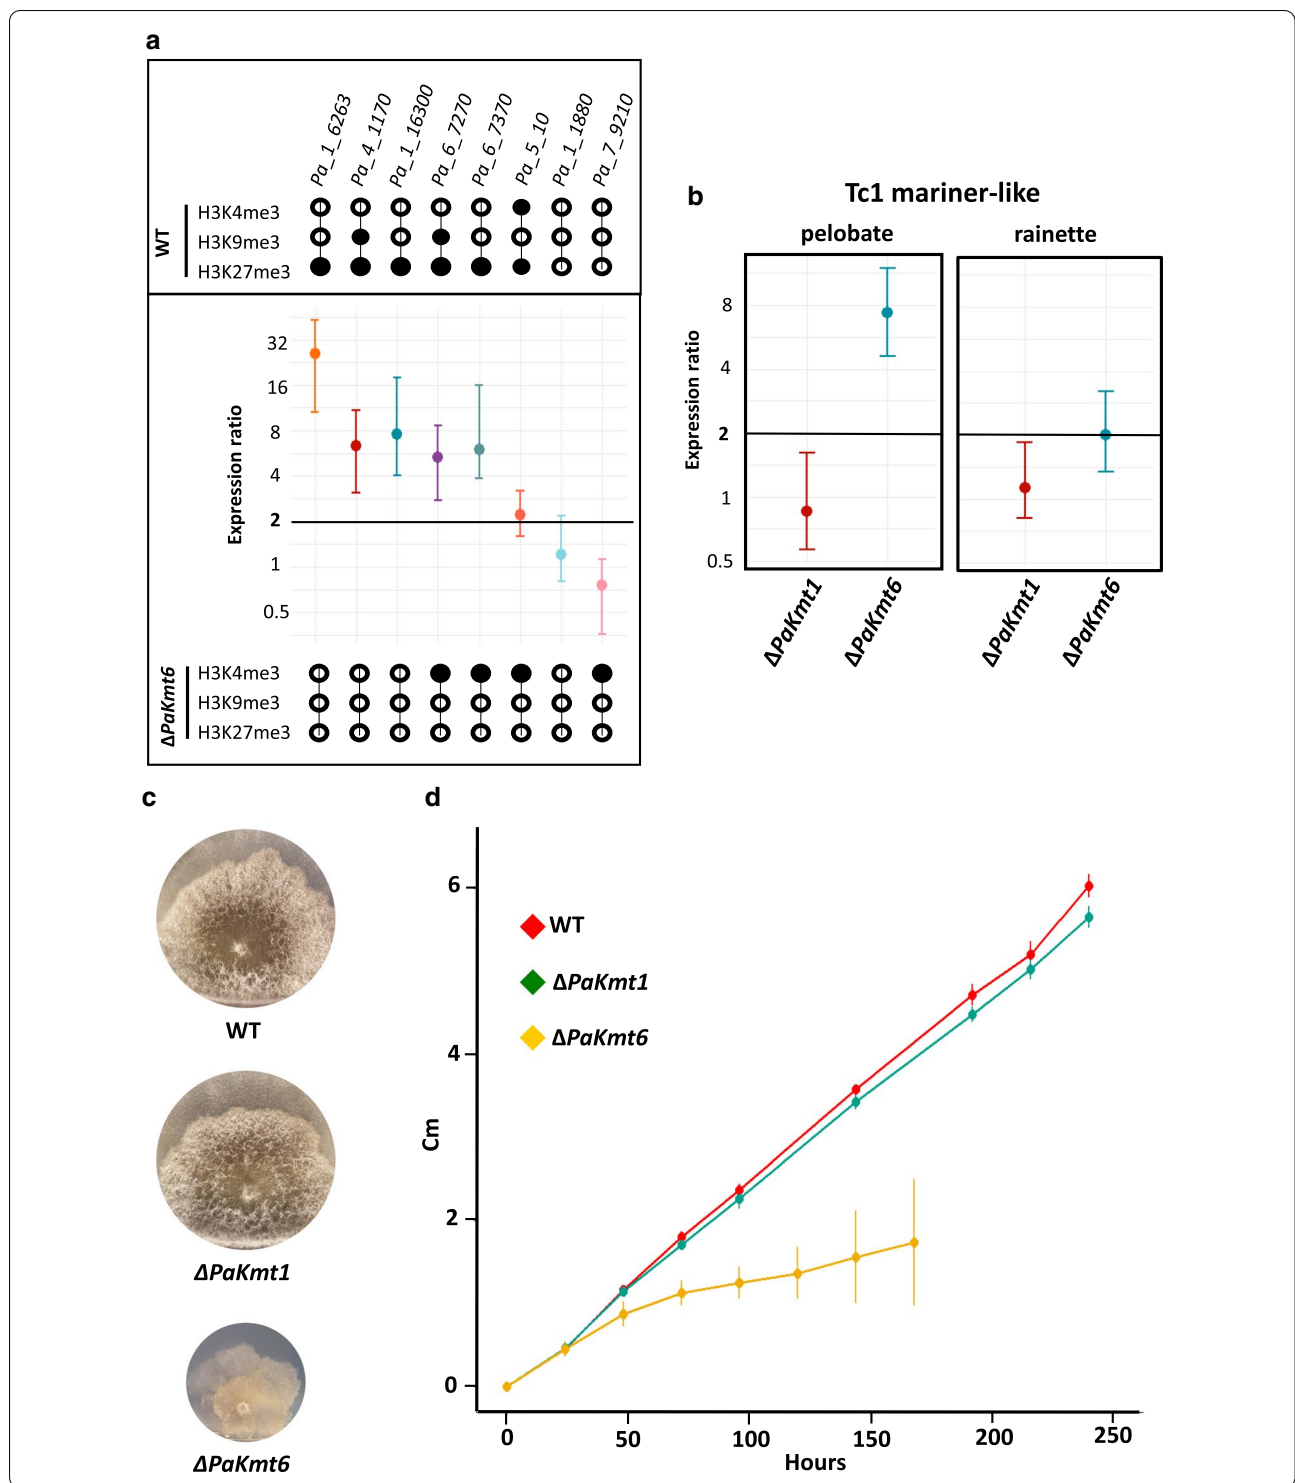 a
Pa_1_6263
Pa_4_1170
Pa_1_16300
Pa_6_7270
Pa_6_7370
Pa_5_10
Pa_1_1880
Pa_7_9210
WT
H3K4me3
H3K9me3
H3K27me3
Expression ratio
32
16
8
4
2
1
0.5
ΔPaKmt6
H3K4me3
H3K9me3
H3K27me3
b
Tc1 mariner-like
pelobate
rainette
Expression ratio
8
4
2
1
0.5
ΔPaKmt1
ΔPaKmt6
ΔPaKmt1
ΔPaKmt6
c
WT
ΔPaKmt1
ΔPaKmt6
d
WT
ΔPaKmt1
ΔPaKmt6
Cm
6
4
2
0
0
50
100
150
200
250
Hours